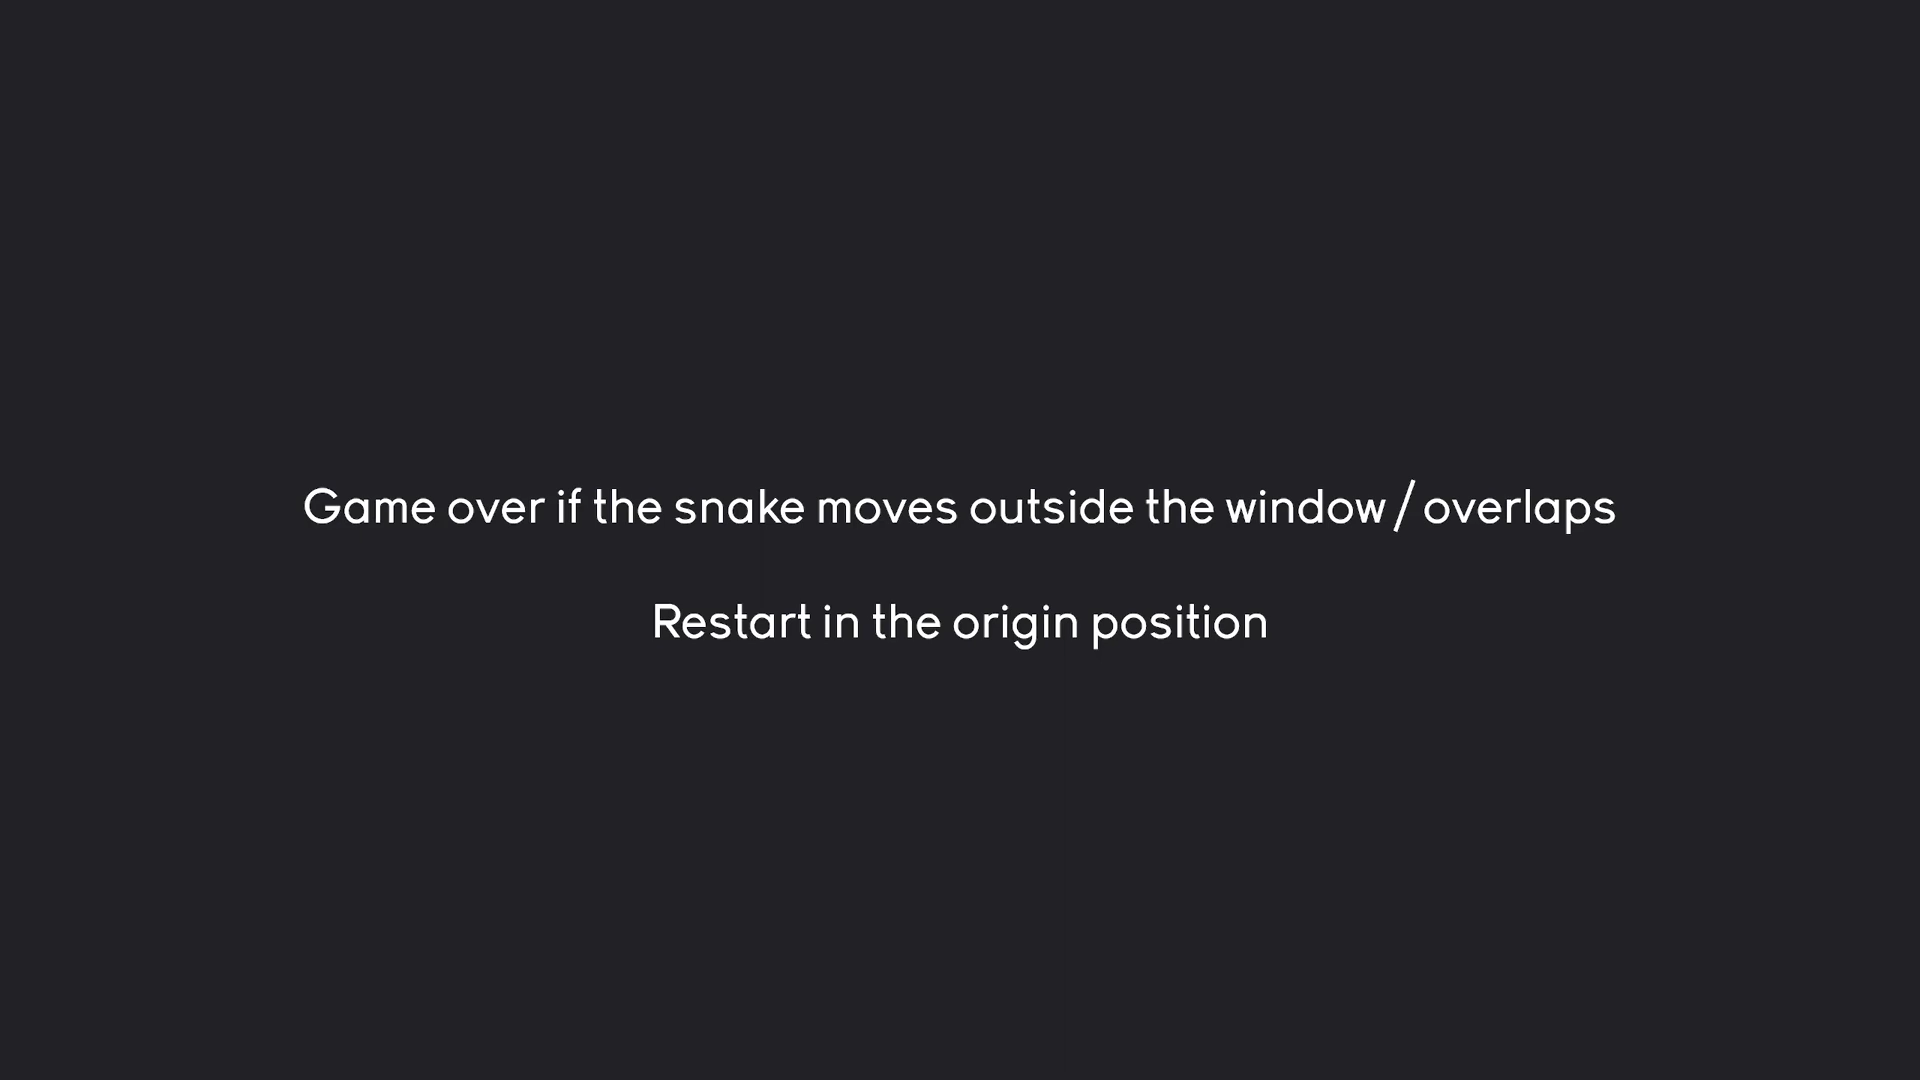 Game over if the snake moves outside the window / overlaps
Restart in the origin position